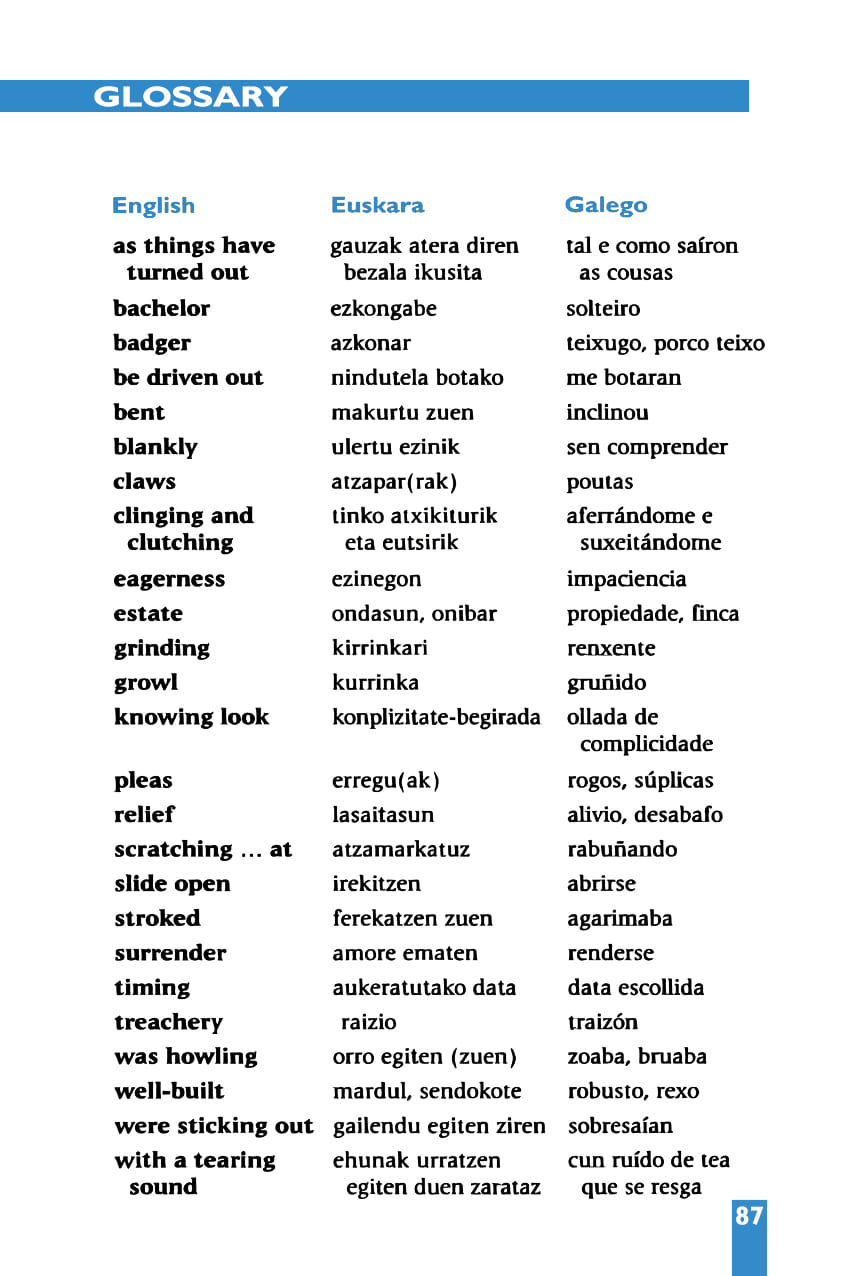 GLOSSARY
English Euskara Galego
as things have gauzak atera diren tal e como saíron
turned out bezala ikusita as cousas
bachelor ezkongabe solteiro
badger azkonar teixugo, porco teixo
be driven out nindutela botako me botaran
bent makurtu zuen inclinou
blankly ulertu ezinik sen comprender
claws atzapar(rak) poutas
clinging and tinko atxikiturik aferrándome e
clutching eta eutsirik suxeitándome
eagerness ezinegon impaciencia
estate ondasun, onibar propiedade, finca
grinding kirrinkari renxente
growl kurrinka gruñido
knowing look konplizitate-begirada ollada de
complicidade
pleas erregu(ak) rogos, súplicas
relief lasaitasun alivio, desabafo
scratching ... at atzamarkatuz rabuñando
slide open irekitzen abrirse
stroked ferekatzen zuen agarimaba
surrender amore ematen renderse
timing aukeratutako data data escollida
treachery raizio traizón
was howling orro egiten (zuen) zoaba, bruaba
well-built mardul, sendokote robusto, rexo
were sticking out gailendu egiten ziren sobresaían
with a tearing ehunak urratzen cun ruído de tea
sound egiten duen zarataz que se resga
87